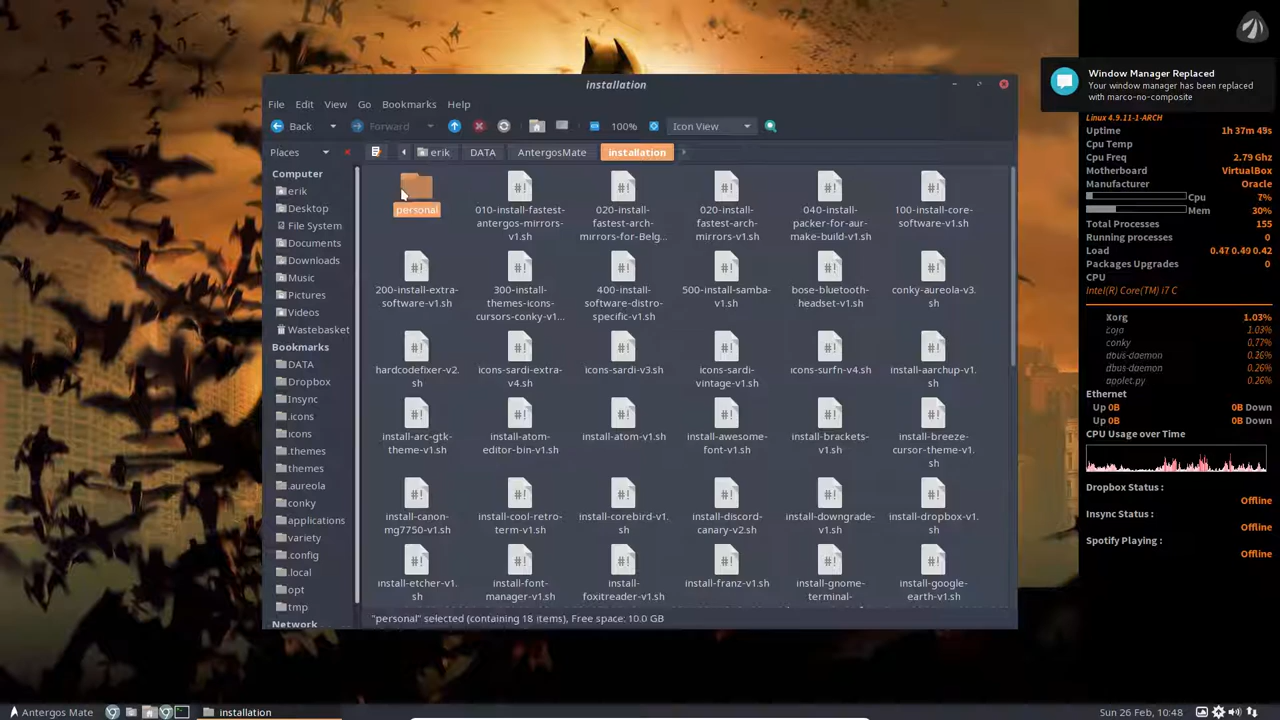 installation
File Edit View Go Bookmarks Help
Back Forward 100% Icon View
Places erik DATA AntergosMate installation
Computer
erik
Desktop
File System
Documents
Downloads
Music
Pictures
Videos
Wastebasket
Bookmarks
DATA
Dropbox
Insync
.icons
icons
.themes
themes
.aureola
conky
applications
variety
.config
.local
opt
tmp
Network
personal
010-install-fastest-
antergos-mirrors
v1.sh
020-install-
fastest-arch-
mirrors-for-Belg...
020-install-
fastest-arch-
mirrors-v1.sh
040-install-
packer-for-aur-
make-build-v1.sh
100-install-core-
software-v1.sh
200-install-extra-
software-v1.sh
300-install-
themes-icons-
cursors-conky-v1...
400-install-
software-distro-
specific-v1.sh
500-install-samba-
v1.sh
bose-bluetooth-
headset-v1.sh
conky-aureola-v3.
sh
hardcodefixer-v2.
sh
icons-sardi-extra-
v4.sh
icons-sardi-v3.sh
icons-sardi-
vintage-v1.sh
icons-surfn-v4.sh
install-aarchup-v1.
sh
install-arc-gtk-
theme-v1.sh
install-atom-
editor-bin-v1.sh
install-atom-v1.sh
install-awesome-
font-v1.sh
install-brackets-
v1.sh
install-breeze-
cursor-theme-v1.
sh
install-canon-
mg7750-v1.sh
install-cool-retro-
term-v1.sh
install-corebird-v1.
sh
install-discord-
canary-v2.sh
install-downgrade-
v1.sh
install-dropbox-v1.
sh
install-etcher-v1.
sh
install-font-
manager-v1.sh
install-
foxitreader-v1.sh
install-franz-v1.sh
install-gnome-
terminal-
install-google-
earth-v1.sh
"personal" selected (containing 18 items), Free space: 10.0 GB
Window Manager Replaced
Your window manager has been replaced
with marco-no-composite
Linux 4.9.11-1-ARCH
Uptime 1h 37m 49s
Cpu Temp
Cpu Freq 2.79 Ghz
Motherboard VirtualBox
Manufacturer Oracle
Cpu 7%
Mem 30%
Total Processes 155
Running processes 0
Load 0.47 0.49 0.42
Packages Upgrades 0
CPU
Intel(R) Core(TM) i7 C
Xorg 1.03%
1.03%
conky 0.77%
dbus-daemon 0.26%
dbus-daemon 0.26%
applet.py 0.26%
Ethernet
Up 0B 0B Down
Up 0B 0B Down
CPU Usage over Time
Dropbox Status :
Offline
Insync Status :
Offline
Spotify Playing :
Offline
Antergos Mate installation Sun 26 Feb, 10:48